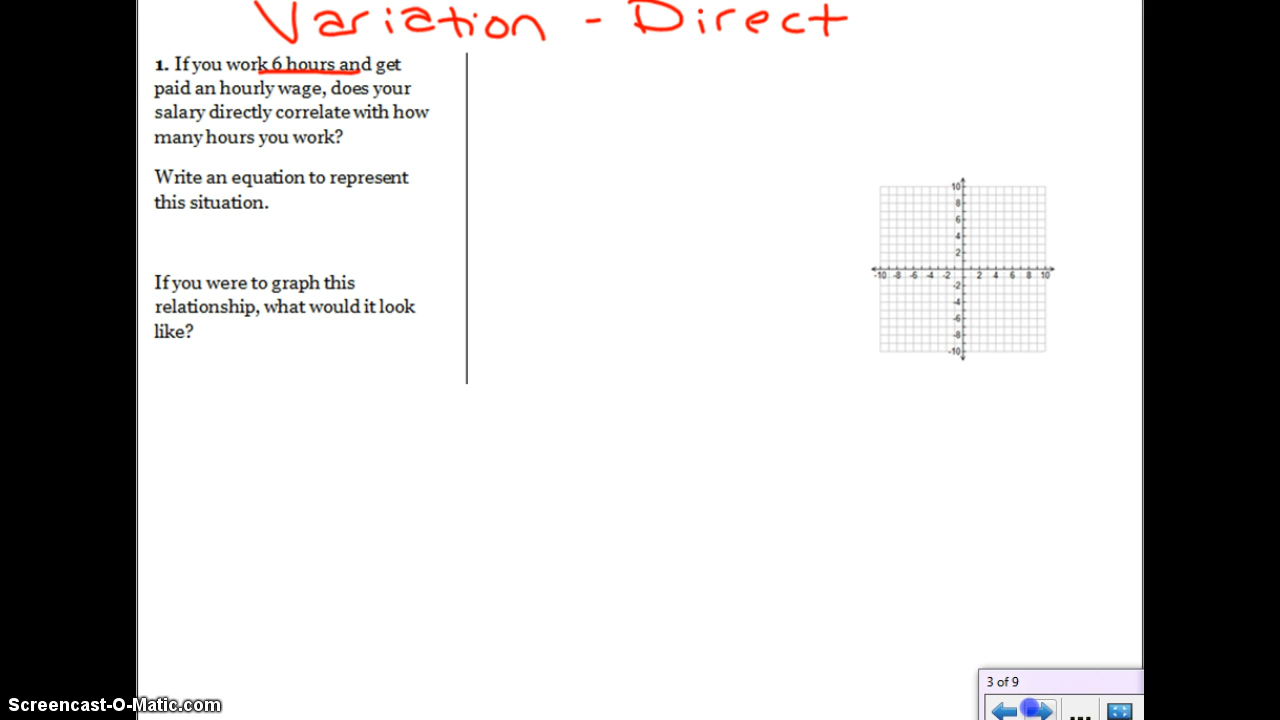 Variation - Direct
1. If you work 6 hours and get
paid an hourly wage, does your
salary directly correlate with how
many hours you work?
Write an equation to represent
this situation.
If you were to graph this
relationship, what would it look
like?
10
8
6
4
2
-10 -8 -6 -4 -2 2 4 6 8 10
-2
-4
-6
-8
-10
3 of 9
...
Screencast-O-Matic.com